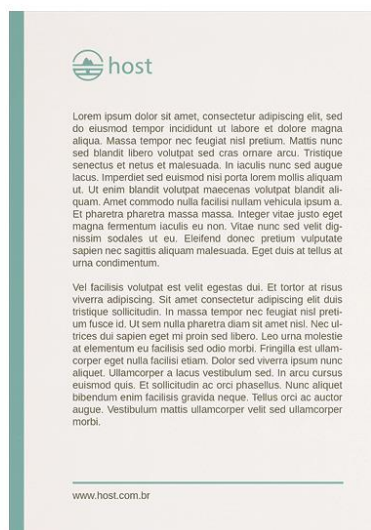 host
Lorem ipsum dolor sit amet, consectetur adipiscing elit, sed
do eiusmod tempor incididunt ut labore et dolore magna
aliqua. Massa tempor nec feugiat nisl pretium. Mattis nunc
sed blandit libero volutpat sed cras ornare arcu. Tristique
senectus et netus et malesuada. In iaculis nunc sed augue
lacus. Imperdiet sed euismod nisi porta lorem mollis aliquam
ut. Ut enim blandit volutpat maecenas volutpat blandit ali-
quam. Amet commodo nulla facilisi nullam vehicula ipsum a.
Et pharetra pharetra massa massa. Integer vitae justo eget
magna fermentum iaculis eu non. Vitae nunc sed velit dig-
nissim sodales ut eu. Eleifend donec pretium vulputate
sapien nec sagittis aliquam malesuada. Eget duis at tellus at
urna condimentum.
Vel facilisis volutpat est velit egestas dui. Et tortor at risus
viverra adipiscing. Sit amet consectetur adipiscing elit duis
tristique sollicitudin. In massa tempor nec feugiat nisl preti-
um fusce id. Ut sem nulla pharetra diam sit amet nisl. Nec ul-
trices dui sapien eget mi proin sed libero. Leo urna molestie
at elementum eu facilisis sed odio morbi. Fringilla est ullam-
corper eget nulla facilisi etiam. Dolor sed viverra ipsum nunc
aliquet. Ullamcorper a lacus vestibulum sed. In arcu cursus
euismod quis. Et sollicitudin ac orci phasellus. Nunc aliquet
bibendum enim facilisis gravida neque. Tellus orci ac auctor
augue. Vestibulum mattis ullamcorper velit sed ullamcorper
morbi.
www.host.com.br